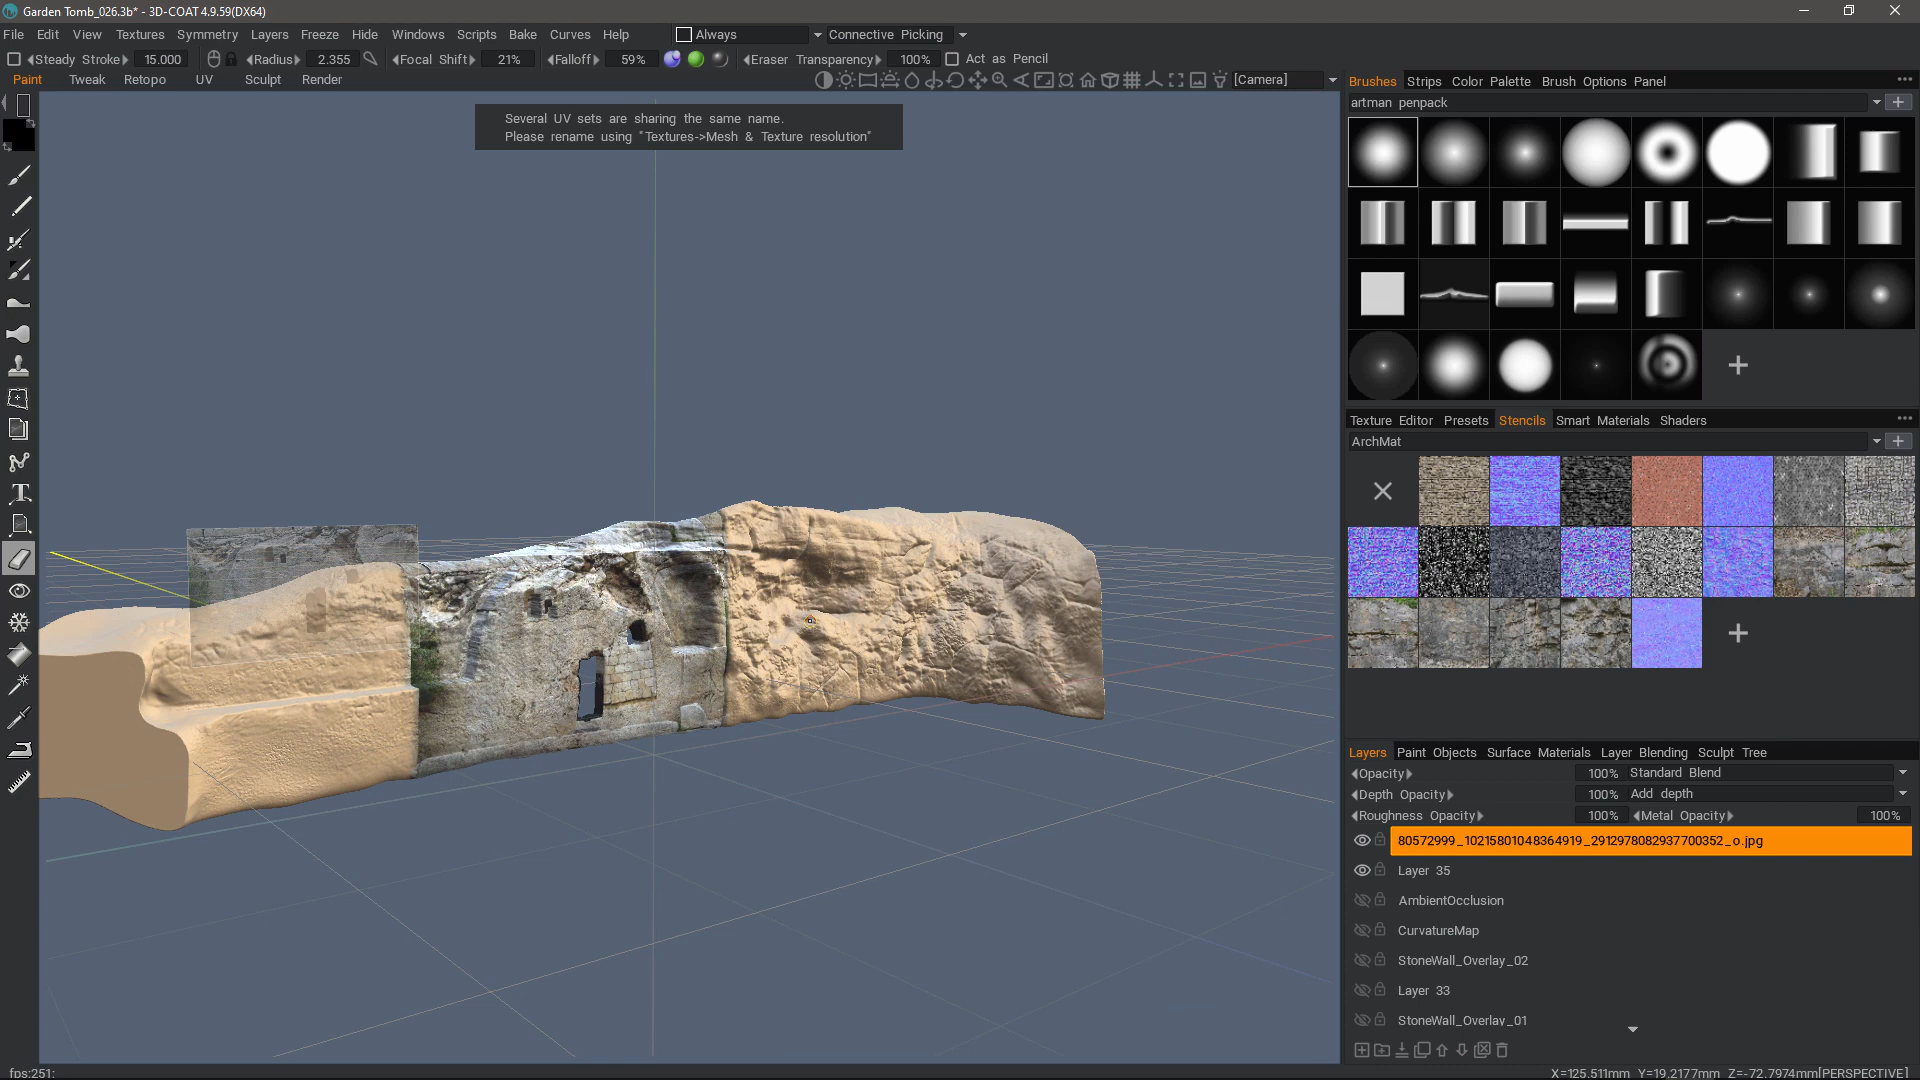 Garden Tomb_026.3b* - 3D-COAT 4.9.59(DX64)
File Edit View Textures Symmetry Layers Freeze Hide Windows Scripts Bake Curves Help Always Connective Picking
Steady Stroke 15.000 Radius 2.355 Focal Shift 21% Falloff 59% Eraser Transparency 100% Act as Pencil
Paint Tweak Retopo UV Sculpt Render [Camera]
Several UV sets are sharing the same name.
Please rename using "Textures->Mesh & Texture resolution"
Brushes Strips Color Palette Brush Options Panel
artman penpack
Texture Editor Presets Stencils Smart Materials Shaders
ArchMat
Layers Paint Objects Surface Materials Layer Blending Sculpt Tree
Opacity 100% Standard Blend
Depth Opacity 100% Add depth
Roughness Opacity 100% Metal Opacity 100%
80572999_10215801048364919_2912978082937700352_o.jpg
Layer 35
AmbientOcclusion
CurvatureMap
StoneWall_Overlay_02
Layer 33
StoneWall_Overlay_01
fps:251:
X=125.511mm Y=19.2177mm Z=-72.7974mm[PERSPECTIVE]